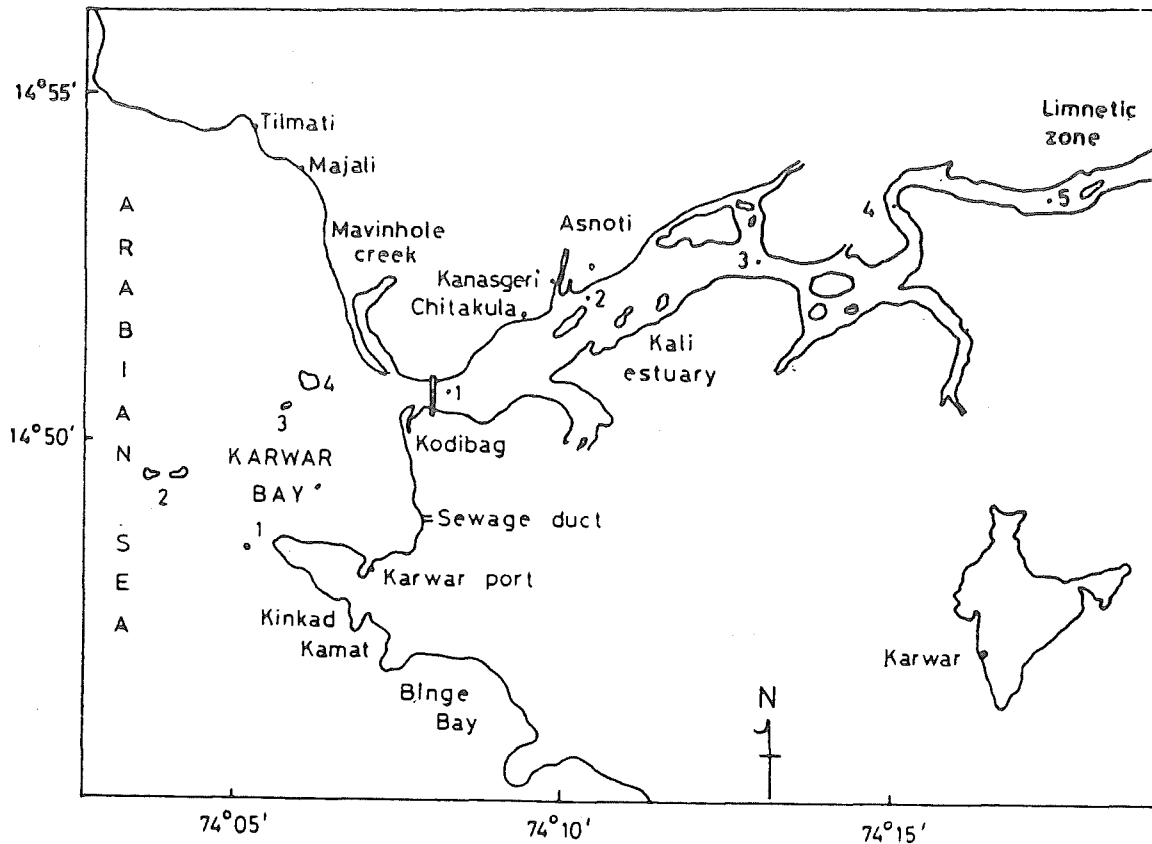 14°55'
Tilmati
Majali
Limnetic
zone
ARABIAN SEA
Mavinhole
creek
Asnoti
Kanasgeri
Chitakula
Kali
estuary
1
2
3
4
5
14°50'
4
3
2
1
KARWAR
BAY
Kodibag
Sewage duct
Karwar port
Kinkad
Kamat
Binge
Bay
Karwar
N
74°05'
74°10'
74°15'